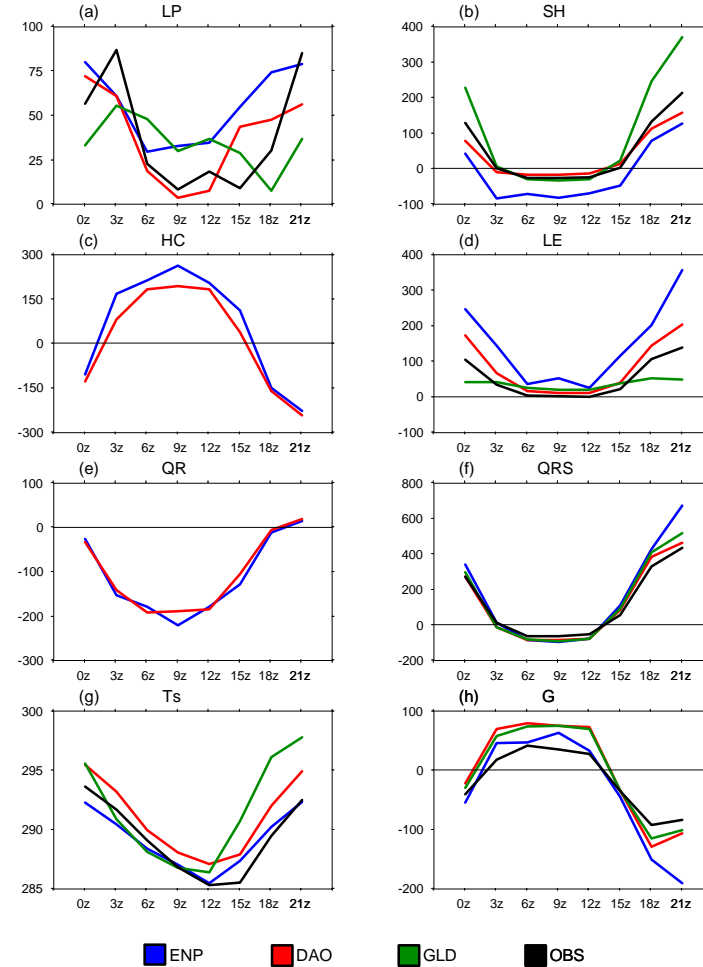 (a) LP
100
75
50
25
0
0z 3z 6z 9z 12z 15z 18z 21z
(b) SH
400
300
200
100
0
-100
0z 3z 6z 9z 12z 15z 18z 21z
(c) HC
300
150
0
-150
-300
0z 3z 6z 9z 12z 15z 18z 21z
(d) LE
400
300
200
100
0
-100
0z 3z 6z 9z 12z 15z 18z 21z
(e) QR
100
0
-100
-200
-300
0z 3z 6z 9z 12z 15z 18z 21z
(f) QRS
800
600
400
200
0
-200
0z 3z 6z 9z 12z 15z 18z 21z
(g) Ts
300
295
290
285
0z 3z 6z 9z 12z 15z 18z 21z
(h) G
100
0
-100
-200
0z 3z 6z 9z 12z 15z 18z 21z
ENP DAO GLD OBS